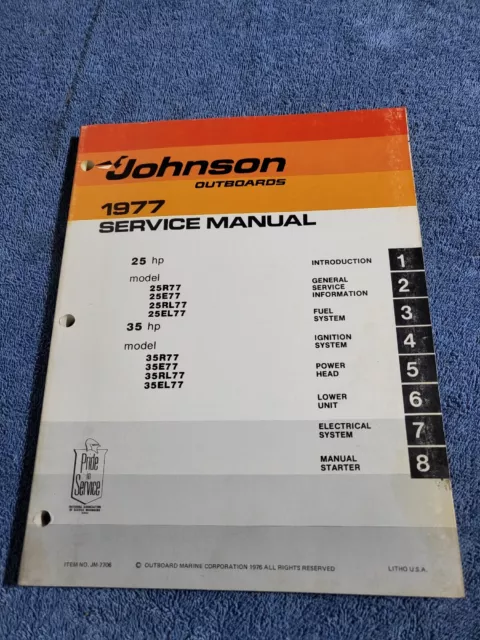 Johnson
OUTBOARDS
1977
SERVICE MANUAL
25 hp
model
25R77
25E77
25RL77
25EL77
35 hp
model
35R77
35E77
35RL77
35EL77
INTRODUCTION 1
GENERAL
SERVICE
INFORMATION 2
FUEL
SYSTEM 3
IGNITION
SYSTEM 4
POWER
HEAD 5
LOWER
UNIT 6
ELECTRICAL
SYSTEM 7
MANUAL
STARTER 8
Pride
in
Service
ITEM NO. JM-7706
© OUTBOARD MARINE CORPORATION 1976 ALL RIGHTS RESERVED
LITHO U.S.A.